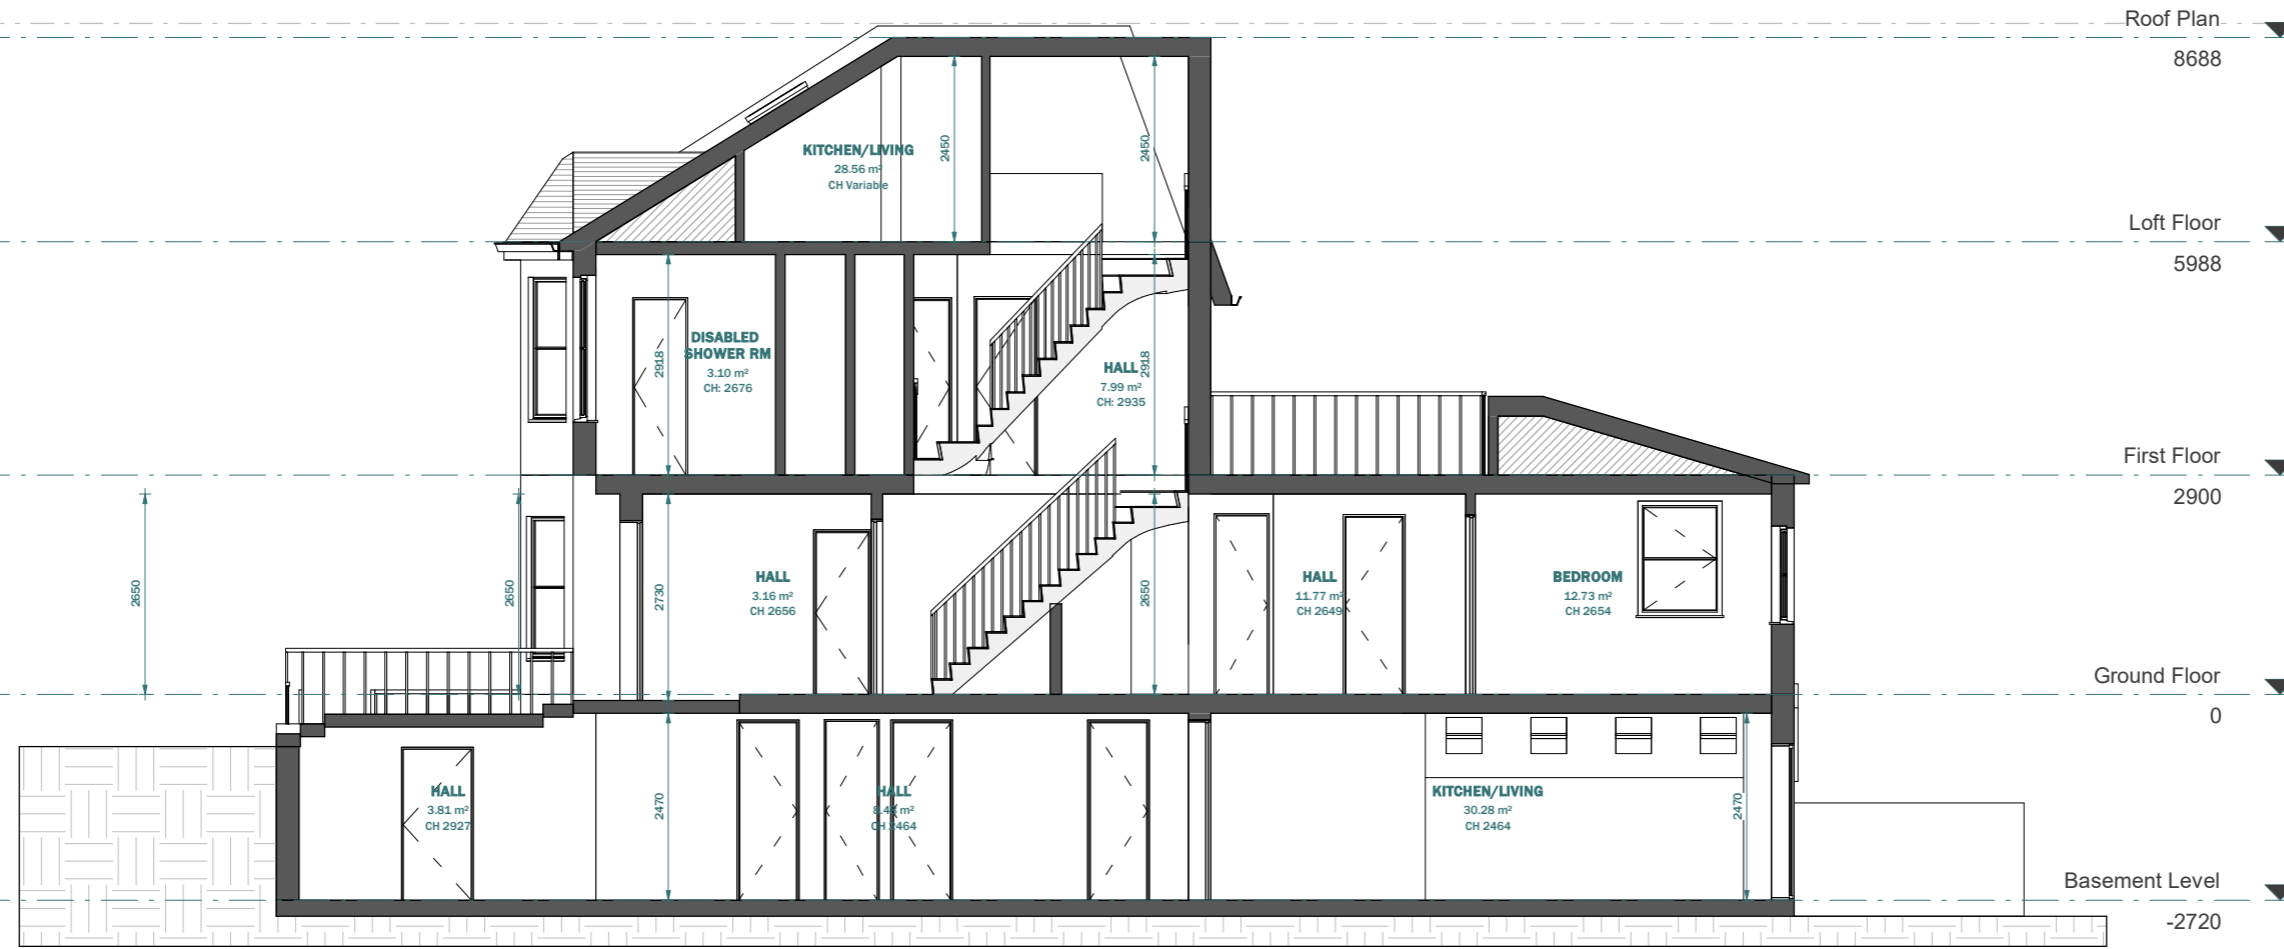 Roof Plan
8688
KITCHEN/LIVING
28.56 m²
CH Variable
2450
2450
Loft Floor
5988
DISABLED
SHOWER RM
3.10 m²
CH: 2676
2918
HALL
7.99 m²
CH: 2935
2918
First Floor
2900
2650
2650
2730
HALL
3.16 m²
CH 2656
2650
HALL
11.77 m²
CH 2649
BEDROOM
12.73 m²
CH 2654
Ground Floor
0
HALL
3.81 m²
CH 2927
2470
HALL
m²
CH 2464
KITCHEN/LIVING
30.28 m²
CH 2464
2470
Basement Level
-2720